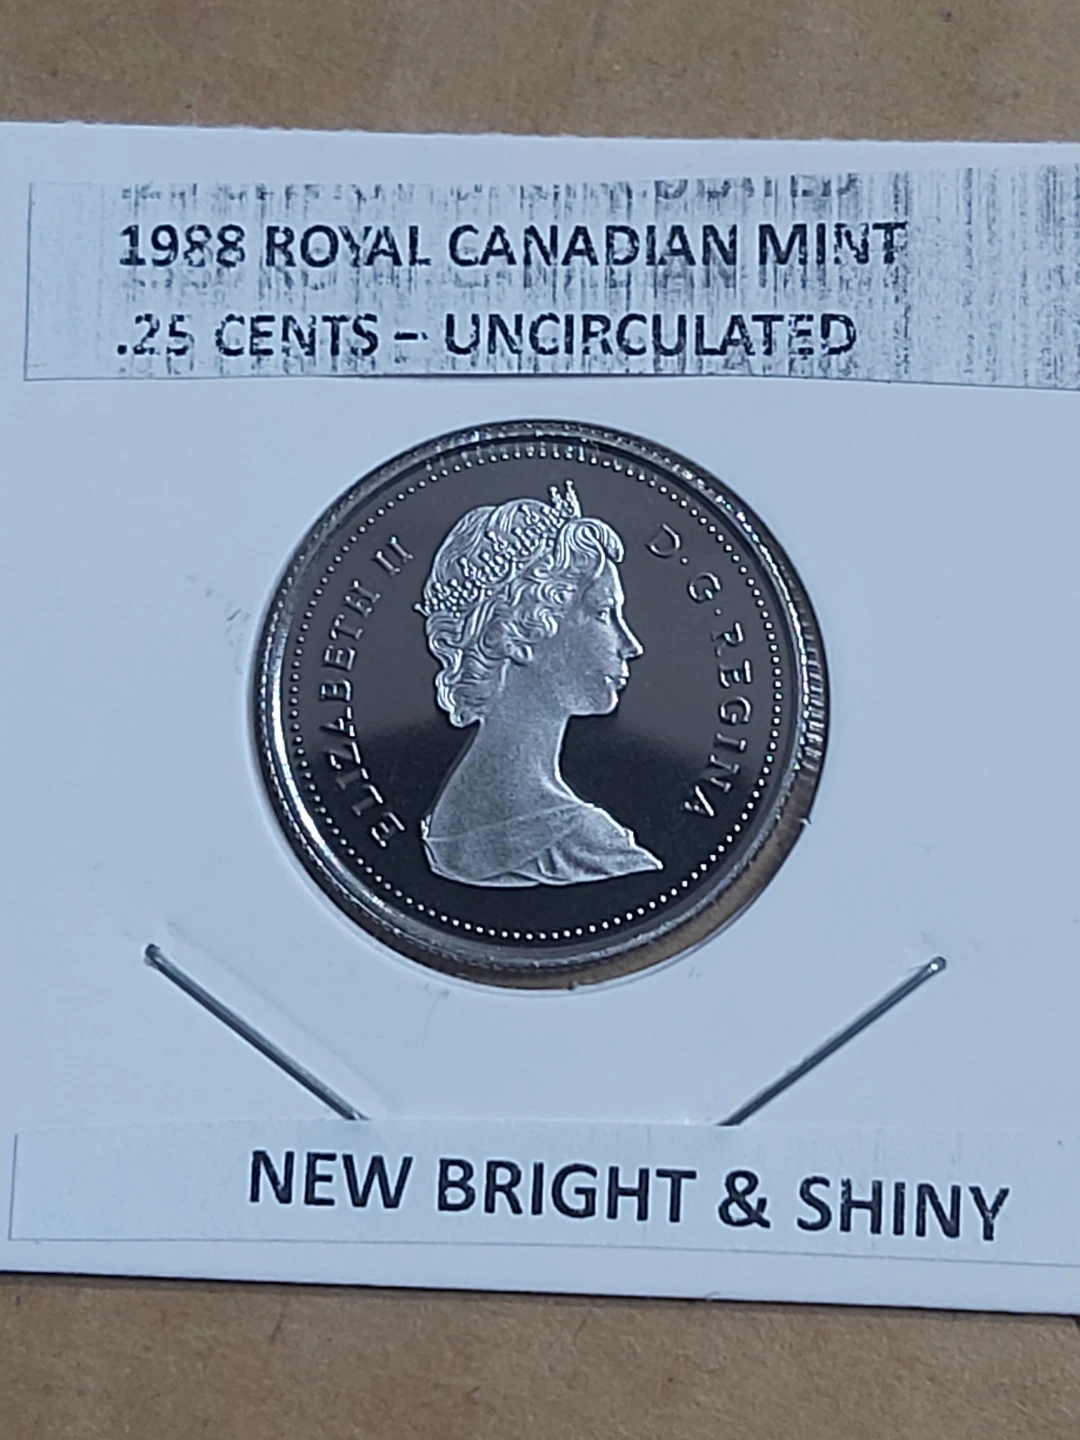 1988 ROYAL CANADIAN MINT
.25 CENTS – UNCIRCULATED
ELIZABETH II
D·G·REGINA
NEW BRIGHT & SHINY